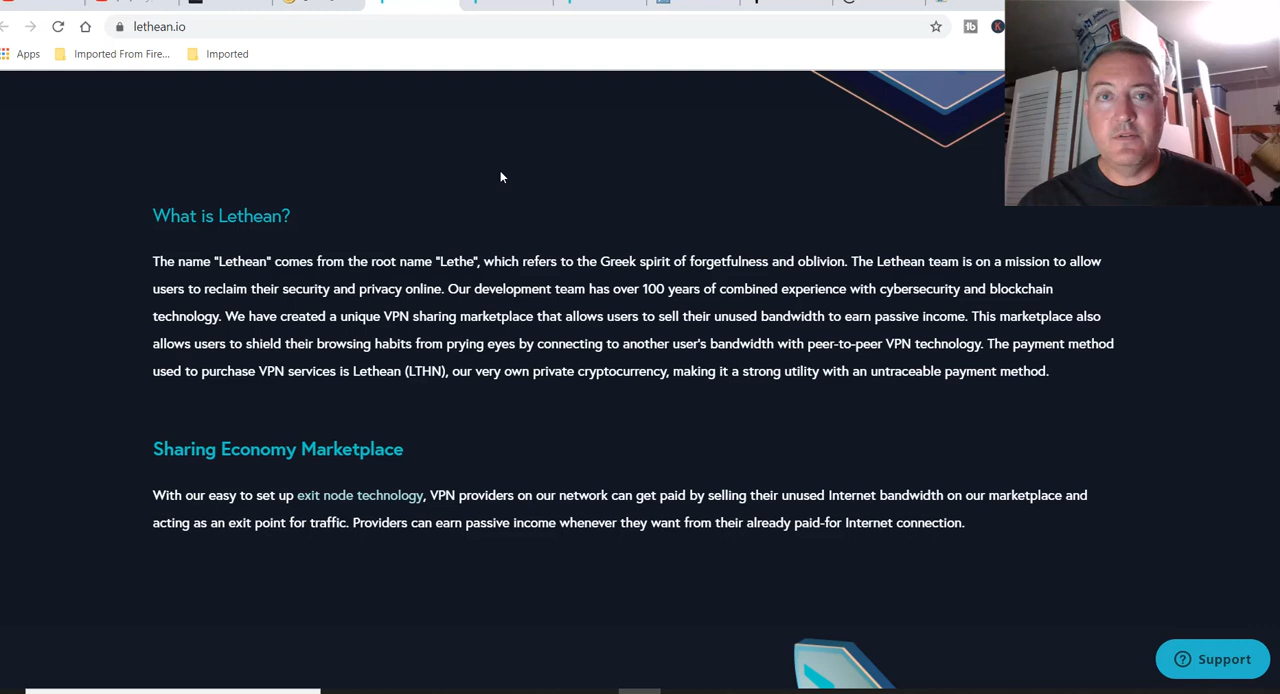 lethean.io
Apps
Imported From Fire...
Imported
What is Lethean?
The name "Lethean" comes from the root name "Lethe", which refers to the Greek spirit of forgetfulness and oblivion. The Lethean team is on a mission to allow
users to reclaim their security and privacy online. Our development team has over 100 years of combined experience with cybersecurity and blockchain
technology. We have created a unique VPN sharing marketplace that allows users to sell their unused bandwidth to earn passive income. This marketplace also
allows users to shield their browsing habits from prying eyes by connecting to another user's bandwidth with peer-to-peer VPN technology. The payment method
used to purchase VPN services is Lethean (LTHN), our very own private cryptocurrency, making it a strong utility with an untraceable payment method.
Sharing Economy Marketplace
With our easy to set up exit node technology, VPN providers on our network can get paid by selling their unused Internet bandwidth on our marketplace and
acting as an exit point for traffic. Providers can earn passive income whenever they want from their already paid-for Internet connection.
Support